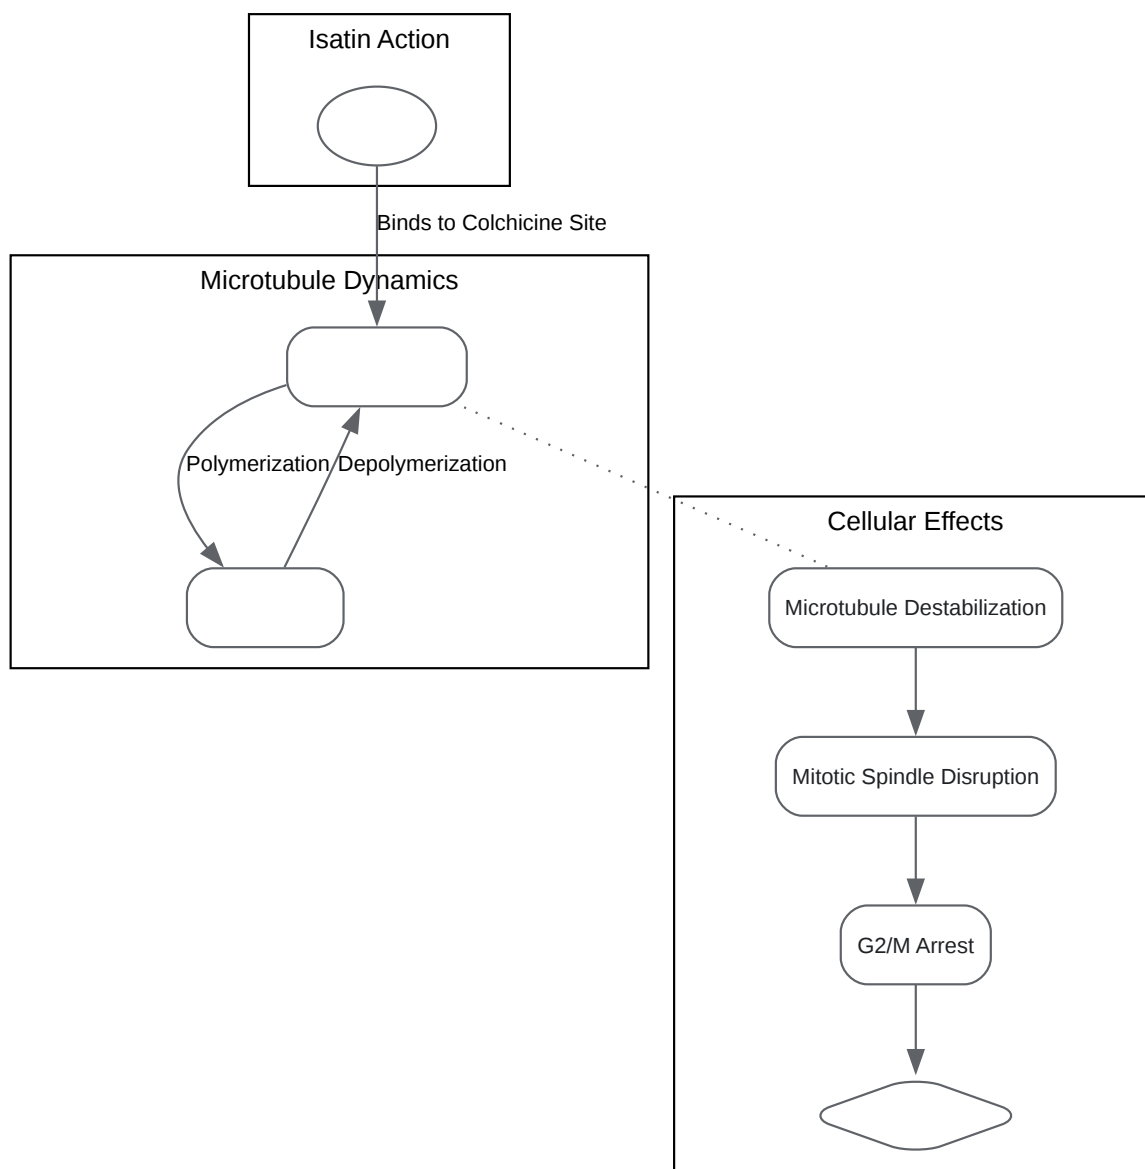 Isatin Action
Binds to Colchicine Site
Microtubule Dynamics
Polymerization
Depolymerization
Cellular Effects
Microtubule Destabilization
Mitotic Spindle Disruption
G2/M Arrest